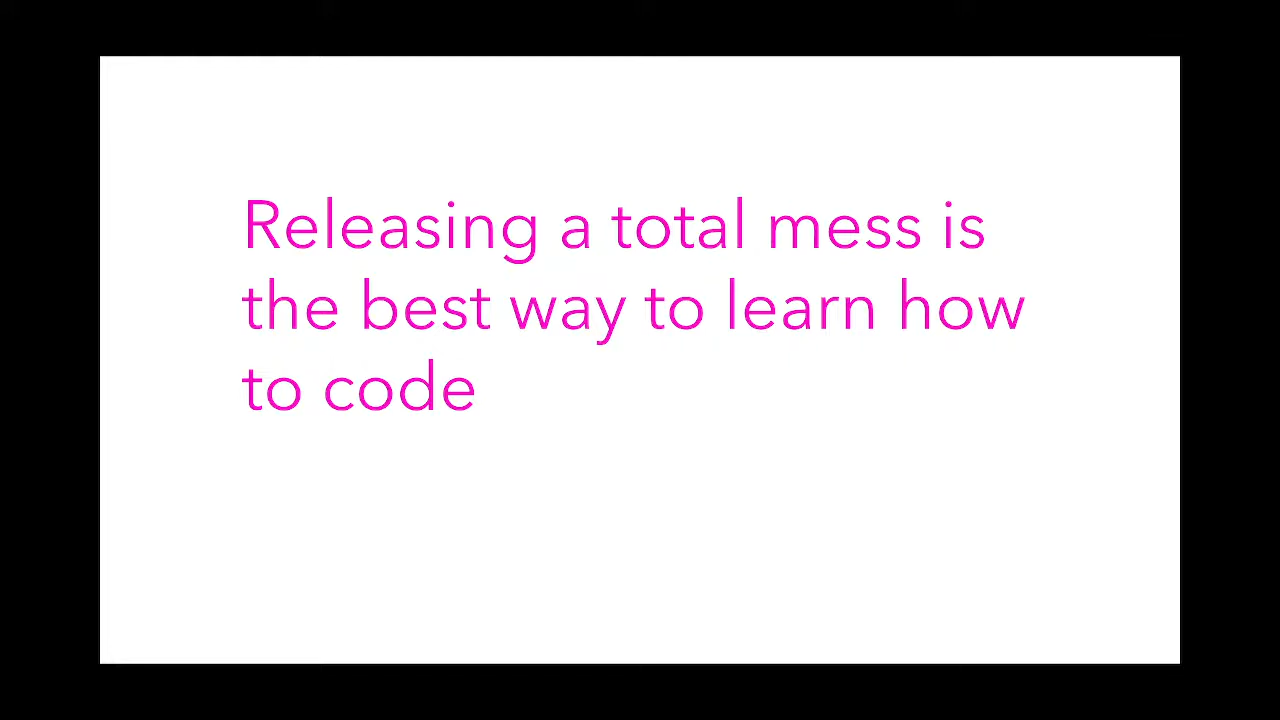 Releasing a total mess is
the best way to learn how
to code